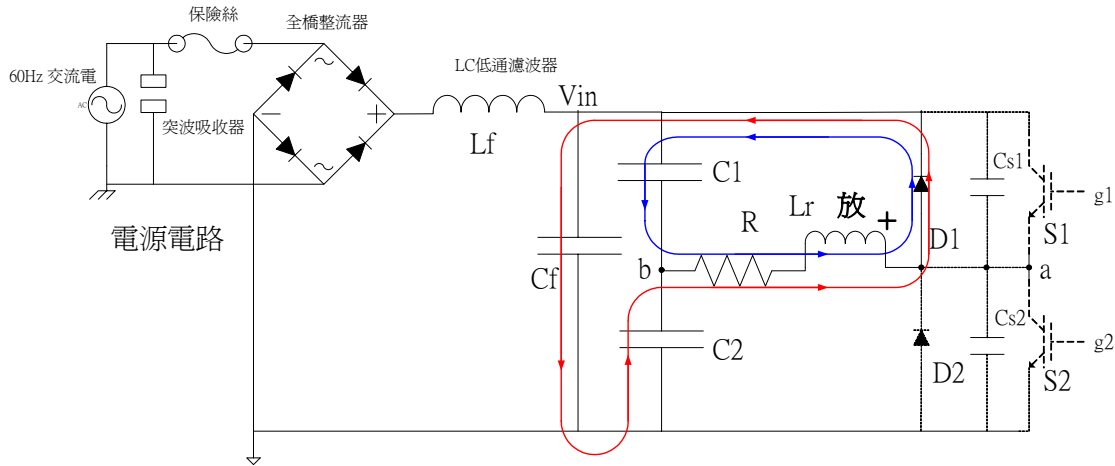 保險絲
全橋整流器
LC低通濾波器
60Hz 交流電
AC
突波吸收器
Vin
Lf
電源電路
C1
Cs1
g1
S1
D1
R
Lr
放
+
Cf
b
a
C2
Cs2
D2
g2
S2